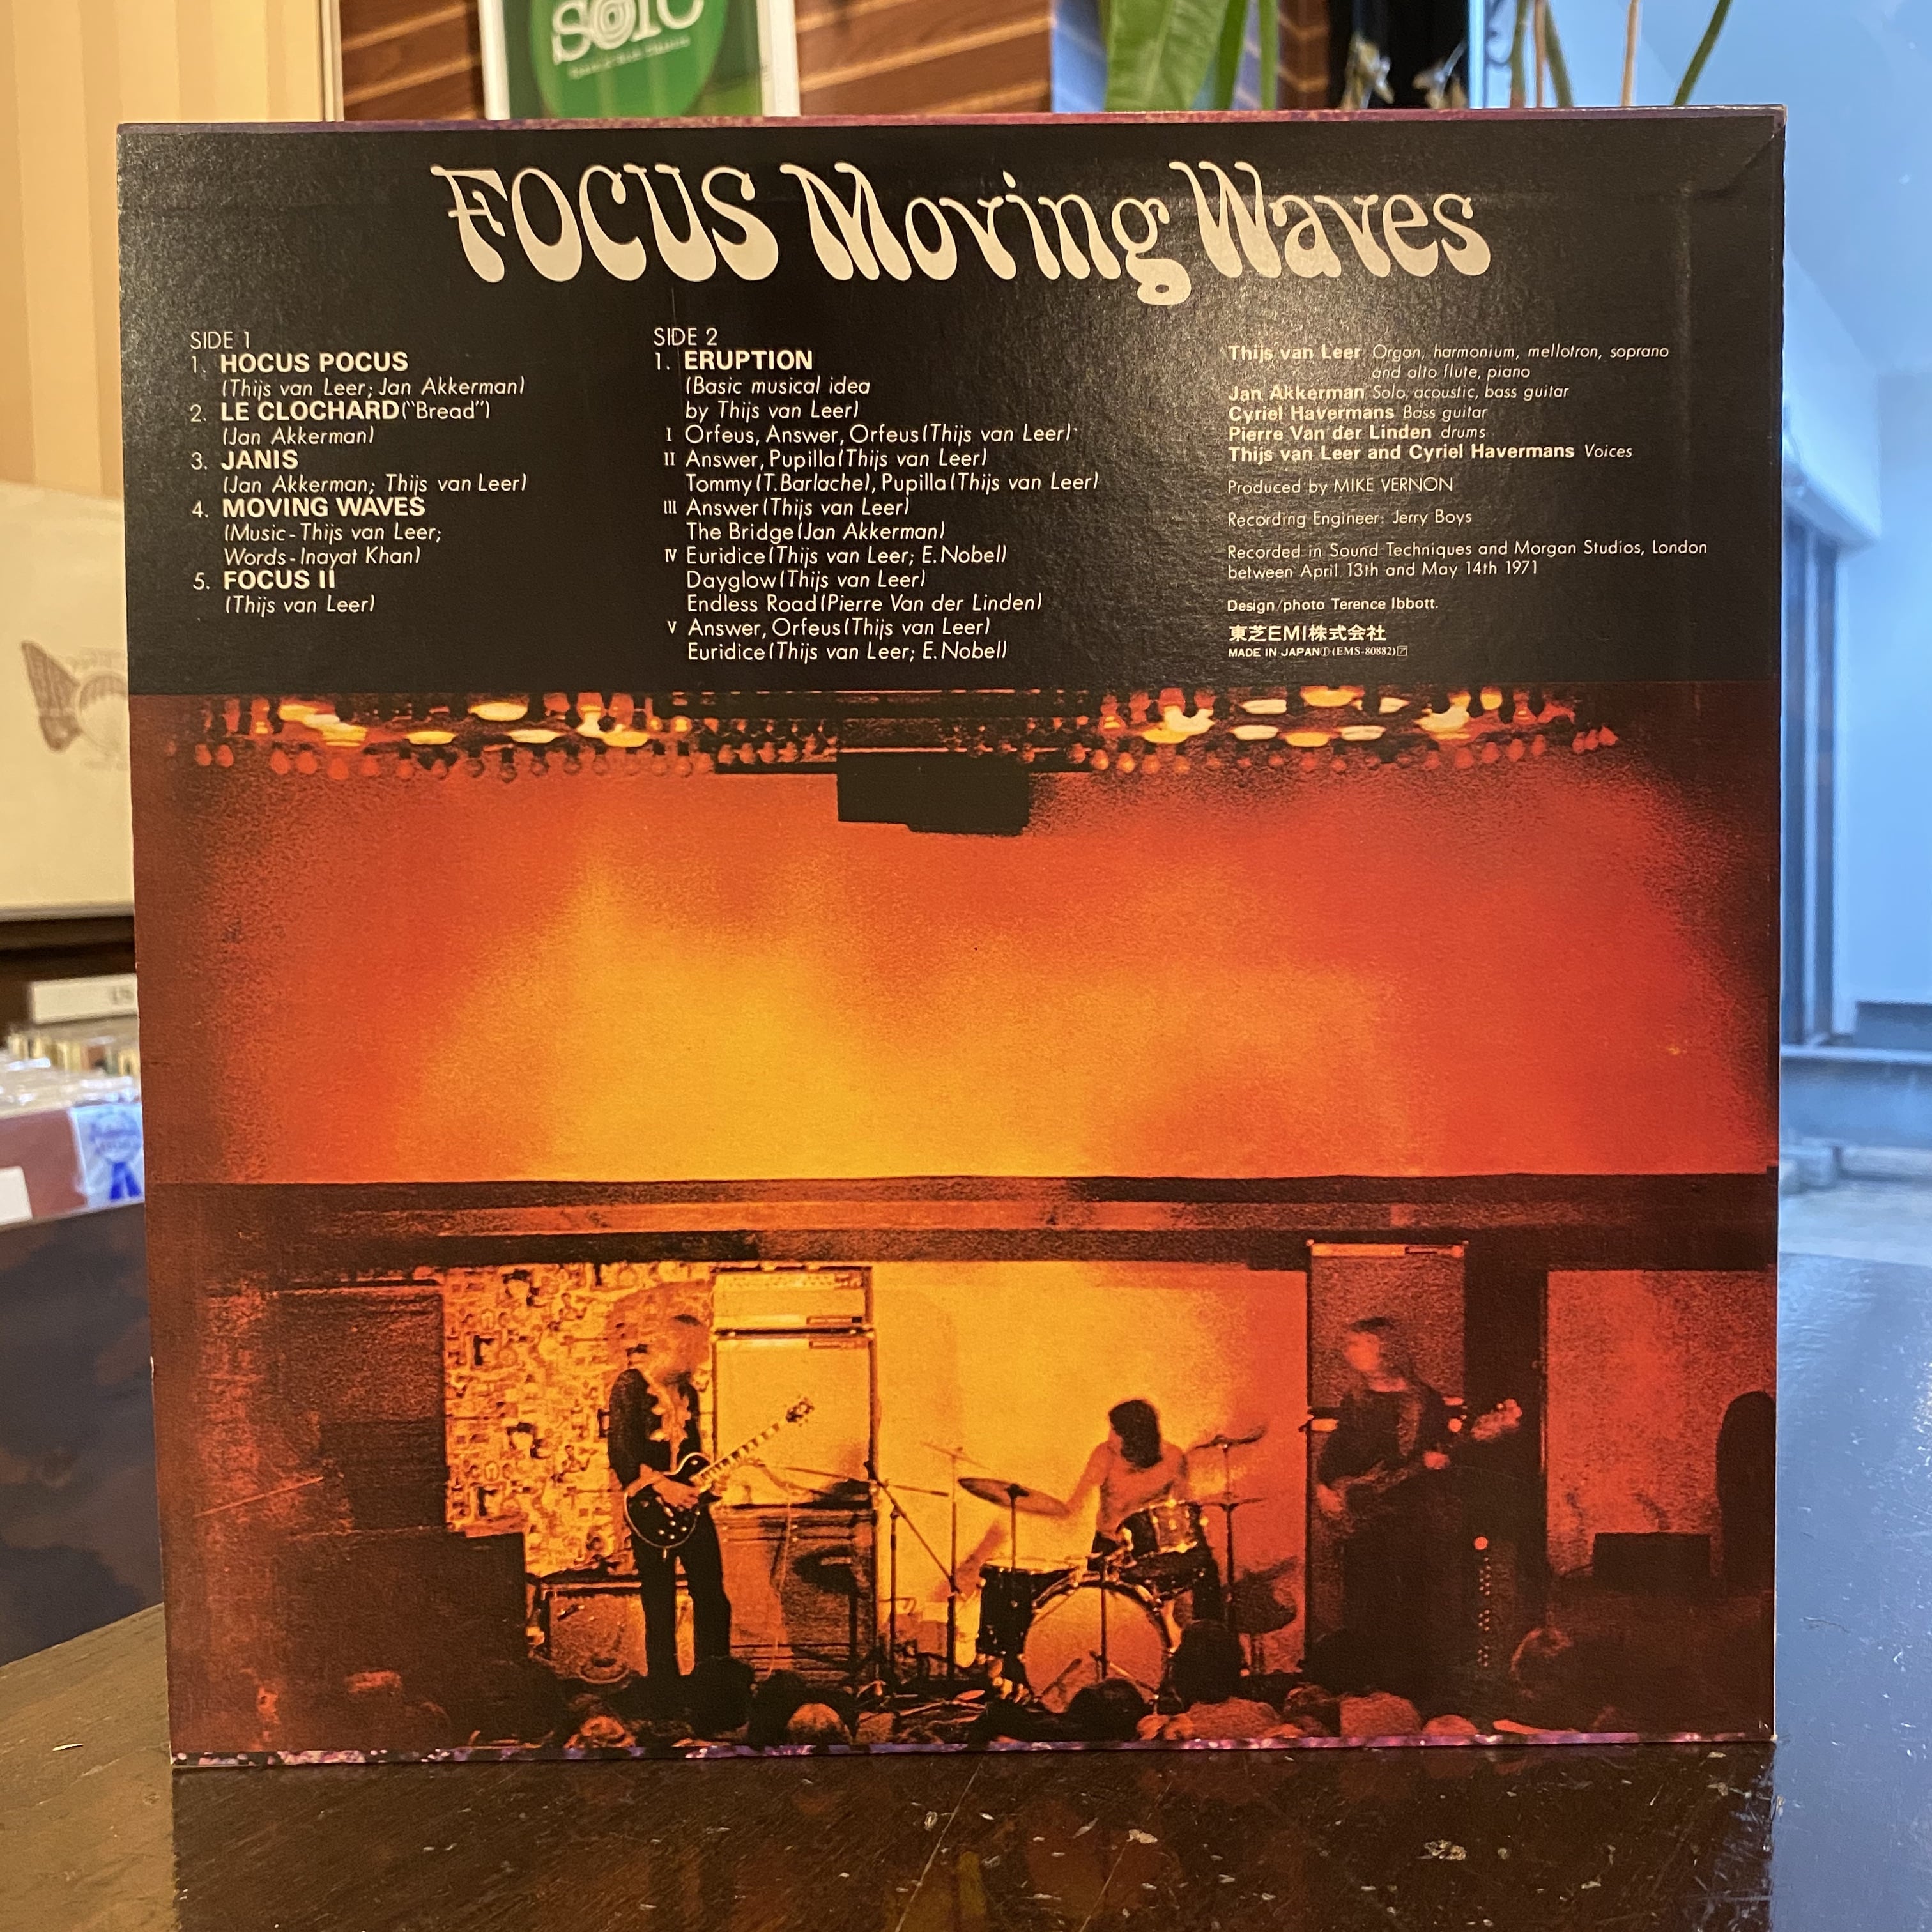 FOCUS Moving Waves
SIDE 1
1. HOCUS POCUS
(Thijs van Leer; Jan Akkerman)
2. LE CLOCHARD ("Bread")
(Jan Akkerman)
3. JANIS
(Jan Akkerman; Thijs van Leer)
4. MOVING WAVES
(Music-Thijs van Leer;
Words-Inayat Khan)
5. FOCUS II
(Thijs van Leer)
SIDE 2
1. ERUPTION
(Basic musical idea
by Thijs van Leer)
I Orfeus, Answer, Orfeus (Thijs van Leer)
II Answer, Pupilla (Thijs van Leer)
Tommy (T.Barlache), Pupilla (Thijs van Leer)
III Answer (Thijs van Leer)
The Bridge (Jan Akkerman)
IV Euridice (Thijs van Leer; E.Nobel)
Dayglow (Thijs van Leer)
Endless Road (Pierre Van der Linden)
V Answer, Orfeus (Thijs van Leer)
Euridice (Thijs van Leer; E.Nobel)
Thijs van Leer Organ, harmonium, mellotron, soprano
and alto flute, piano
Jan Akkerman Solo, acoustic, bass guitar
Cyriel Havermans Bass guitar
Pierre Van der Linden drums
Thijs van Leer and Cyriel Havermans Voices
Produced by MIKE VERNON
Recording Engineer: Jerry Boys
Recorded in Sound Techniques and Morgan Studios, London
between April 13th and May 14th 1971
Design/photo Terence Ibbott.
東芝EMI株式会社
MADE IN JAPAN Ⓣ (EMS-80882) ㋐